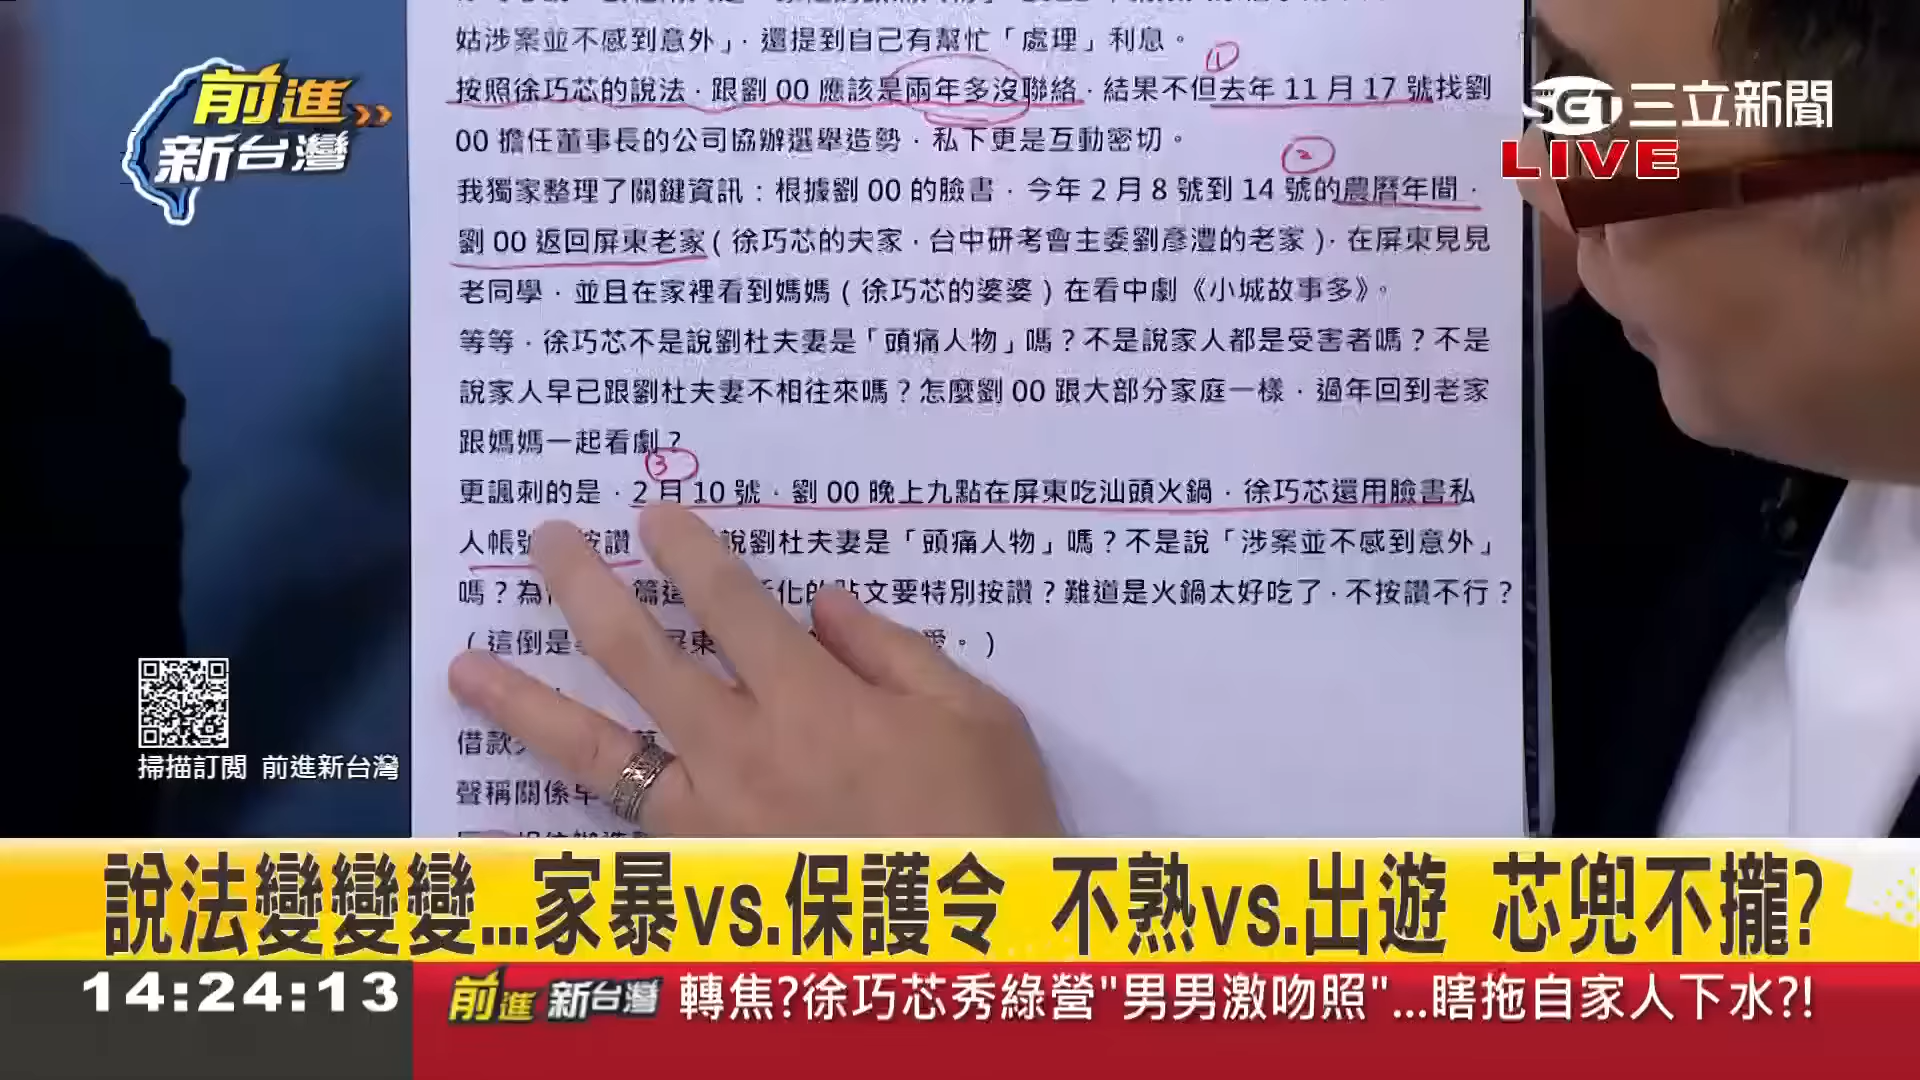 姑涉案並不感到意外」，還提到自己有幫忙「處理」利息。
①
按照徐巧芯的說法，跟劉00應該是兩年多沒聯絡，結果不但去年11月17號找劉
00擔任董事長的公司協辦選舉造勢，私下更是互動密切。
②
我獨家整理了關鍵資訊：根據劉00的臉書，今年2月8號到14號的農曆年間，
劉00返回屏東老家（徐巧芯的夫家，台中研考會主委劉彥澧的老家），在屏東見見
老同學，並且在家裡看到媽媽（徐巧芯的婆婆）在看中劇《小城故事多》。
等等，徐巧芯不是說劉杜夫妻是「頭痛人物」嗎？不是說家人都是受害者嗎？不是
說家人早已跟劉杜夫妻不相往來嗎？怎麼劉00跟大部分家庭一樣，過年回到老家
跟媽媽一起看劇？
③
更諷刺的是，2月10號，劉00晚上九點在屏東吃汕頭火鍋，徐巧芯還用臉書私
人帳號 按讚 說劉杜夫妻是「頭痛人物」嗎？不是說「涉案並不感到意外」
嗎？為 篇這 化的貼文要特別按讚？難道是火鍋太好吃了，不按讚不行？
（這倒是 屏東 愛。）
借款
聲稱關係早
前進新台灣
SET三立新聞
LIVE
掃描訂閱 前進新台灣
說法變變變...家暴vs.保護令 不熟vs.出遊 芯兜不攏?
14:24:13
前進新台灣 轉焦?徐巧芯秀綠營"男男激吻照"...瞎拖自家人下水?!